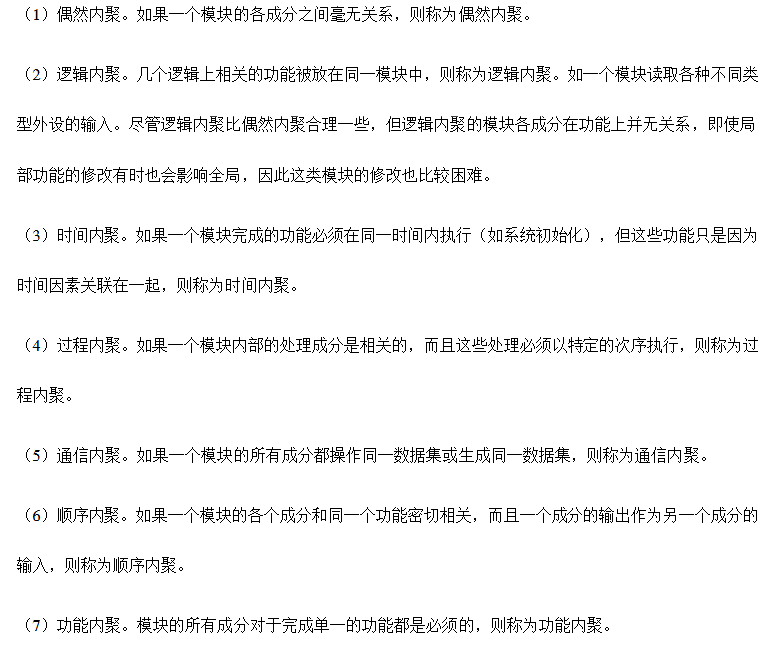 （1）偶然内聚。如果一个模块的各成分之间毫无关系，则称为偶然内聚。
（2）逻辑内聚。几个逻辑上相关的功能被放在同一模块中，则称为逻辑内聚。如一个模块读取各种不同类
型外设的输入。尽管逻辑内聚比偶然内聚合理一些，但逻辑内聚的模块各成分在功能上并无关系，即使局
部功能的修改有时也会影响全局，因此这类模块的修改也比较困难。
（3）时间内聚。如果一个模块完成的功能必须在同一时间内执行（如系统初始化），但这些功能只是因为
时间因素关联在一起，则称为时间内聚。
（4）过程内聚。如果一个模块内部的处理成分是相关的，而且这些处理必须以特定的次序执行，则称为过
程内聚。
（5）通信内聚。如果一个模块的所有成分都操作同一数据集或生成同一数据集，则称为通信内聚。
（6）顺序内聚。如果一个模块的各个成分和同一个功能密切相关，而且一个成分的输出作为另一个成分的
输入，则称为顺序内聚。
（7）功能内聚。模块的所有成分对于完成单一的功能都是必须的，则称为功能内聚。